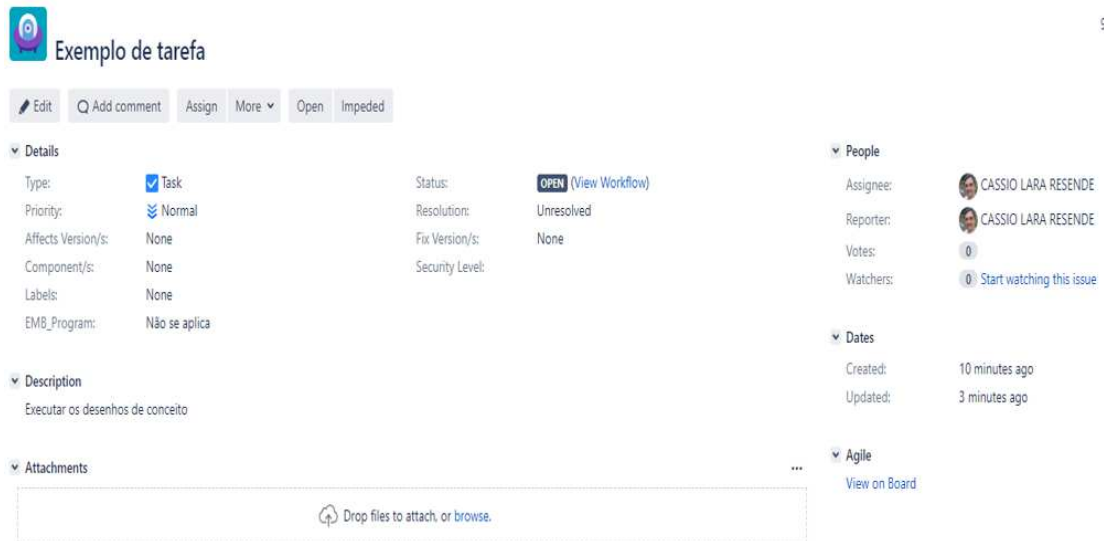 Exemplo de tarefa
Edit Add comment Assign More Open Impeded
Details
Type: Task
Priority: Normal
Affects Version/s: None
Component/s: None
Labels: None
EMB_Program: Não se aplica
Status: OPEN (View Workflow)
Resolution: Unresolved
Fix Version/s: None
Security Level:
Description
Executar os desenhos de conceito
Attachments
Drop files to attach, or browse.
People
Assignee: CASSIO LARA RESENDE
Reporter: CASSIO LARA RESENDE
Votes: 0
Watchers: 0 Start watching this issue
Dates
Created: 10 minutes ago
Updated: 3 minutes ago
Agile
View on Board